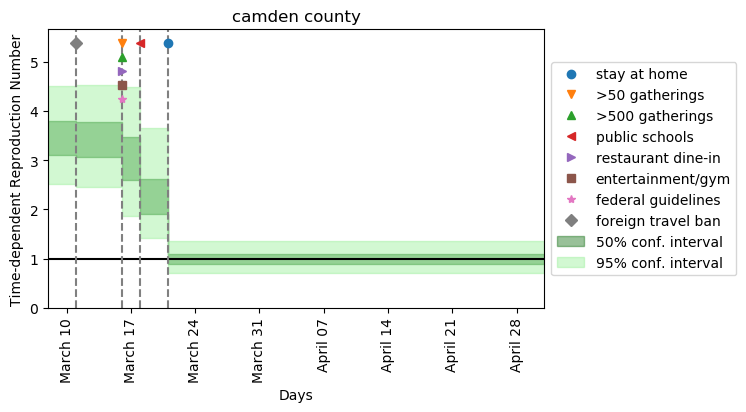 camden county
Time-dependent Reproduction Number
5
4
3
2
1
0
March 10
March 17
March 24
March 31
April 07
April 14
April 21
April 28
Days
stay at home
>50 gatherings
>500 gatherings
public schools
restaurant dine-in
entertainment/gym
federal guidelines
foreign travel ban
50% conf. interval
95% conf. interval